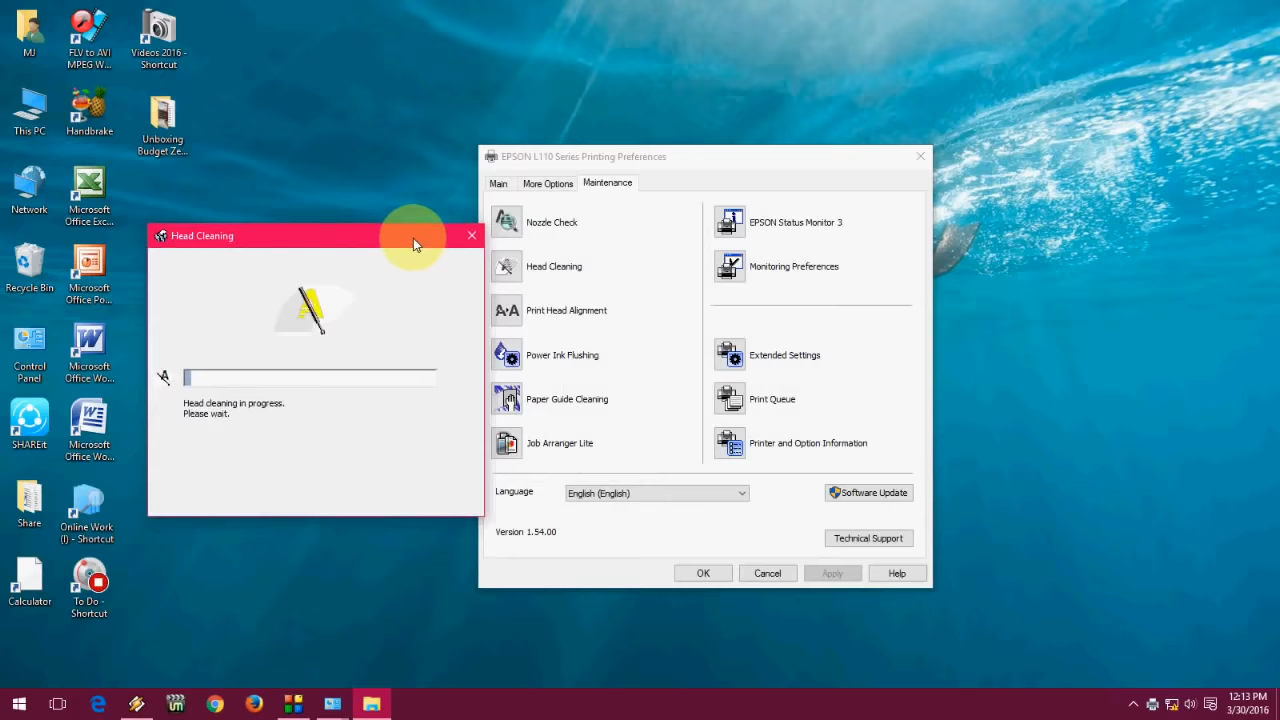 MJ
FLV to AVI
MPEG W...
Videos 2016 -
Shortcut
This PC
Handbrake
Unboxing
Budget Ze...
Network
Microsoft
Office Exc...
Recycle Bin
Microsoft
Office Po...
Control
Panel
Microsoft
Office Wo...
SHAREit
Microsoft
Office Wo...
Share
Online Work
(I) - Shortcut
Calculator
To Do -
Shortcut
Head Cleaning
Head cleaning in progress.
Please wait.
EPSON L110 Series Printing Preferences
Main
More Options
Maintenance
Nozzle Check
Head Cleaning
Print Head Alignment
Power Ink Flushing
Paper Guide Cleaning
Job Arranger Lite
EPSON Status Monitor 3
Monitoring Preferences
Extended Settings
Print Queue
Printer and Option Information
Language
English (English)
Software Update
Version 1.54.00
Technical Support
OK
Cancel
Apply
Help
12:13 PM
3/30/2016